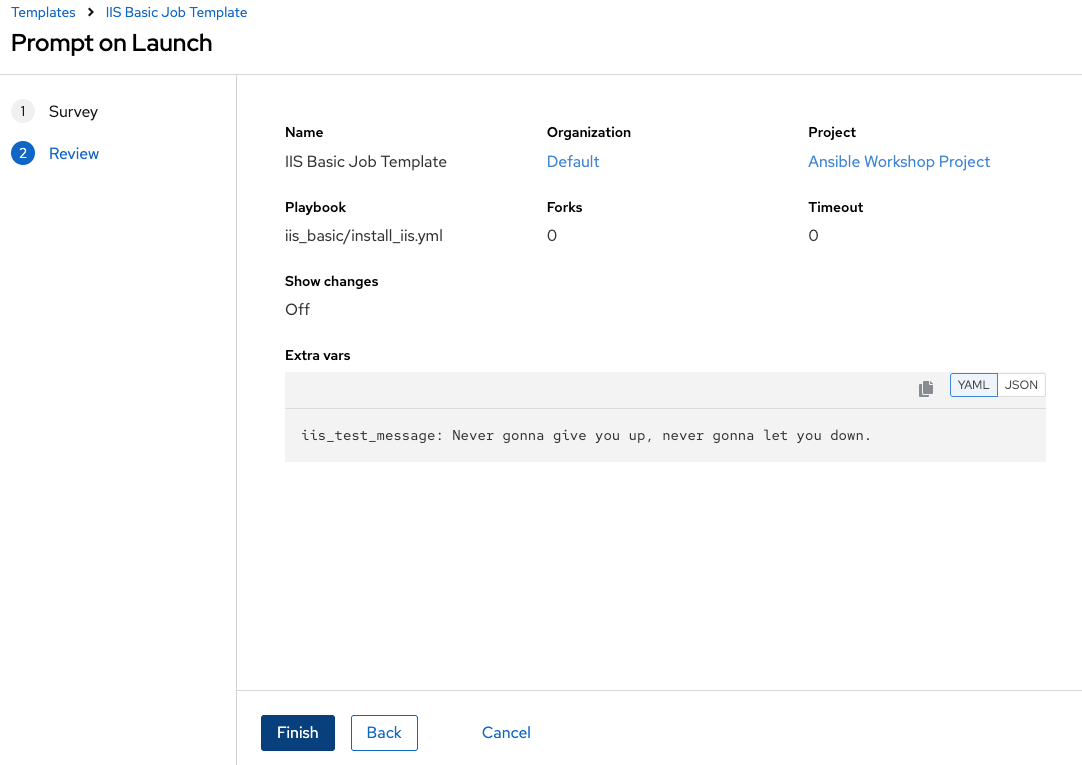 Templates > IIS Basic Job Template
Prompt on Launch
1 Survey
2 Review
Name Organization Project
IIS Basic Job Template Default Ansible Workshop Project
Playbook Forks Timeout
iis_basic/install_iis.yml 0 0
Show changes
Off
Extra vars
YAML JSON
iis_test_message: Never gonna give you up, never gonna let you down.
Finish Back Cancel